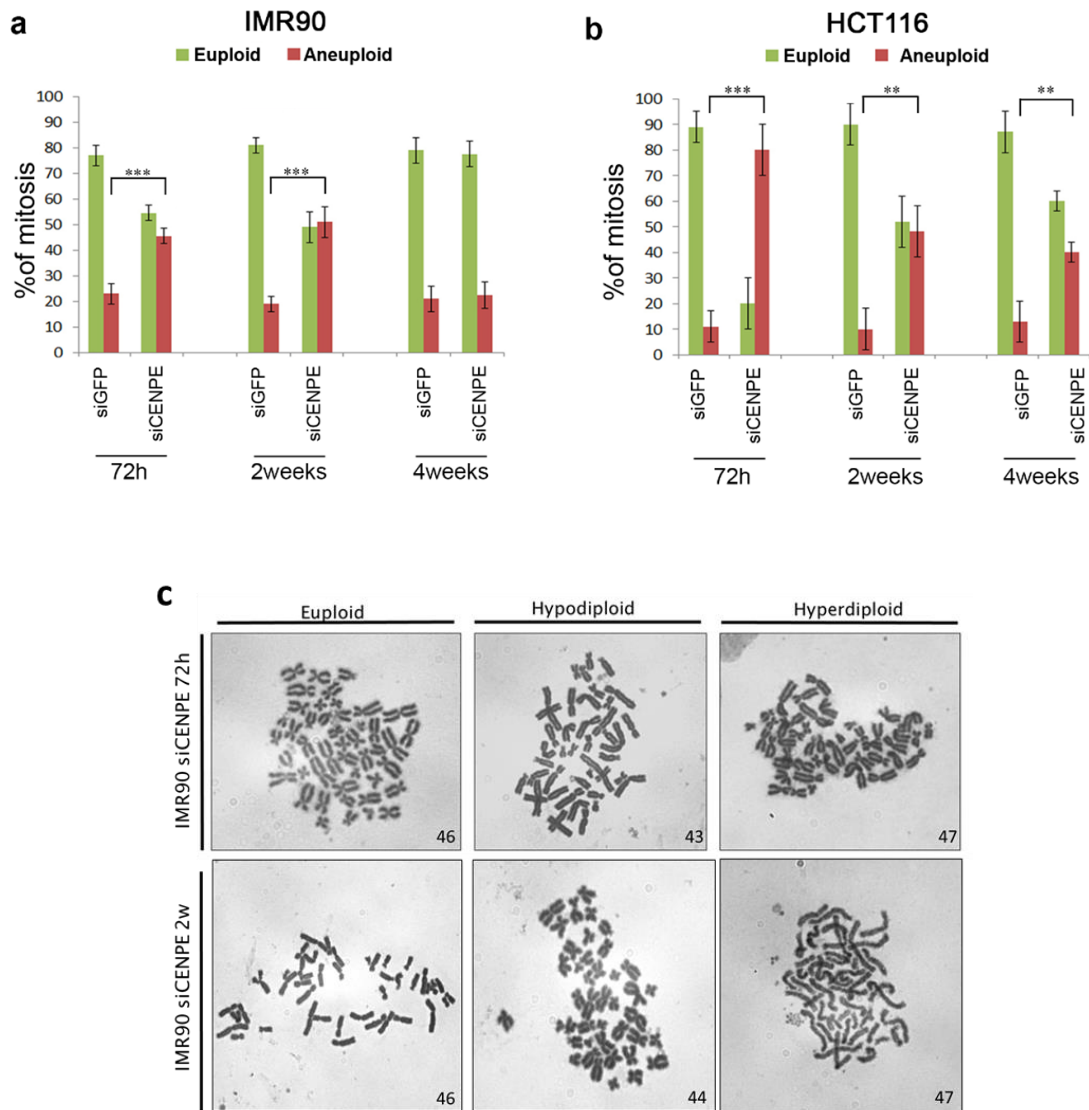 a
IMR90
Euploid Aneuploid
100
90
80
70
60
50
40
30
20
10
0
%of mitosis
***
***
siGFP
siCENPE
siGFP
siCENPE
siGFP
siCENPE
72h
2weeks
4weeks
b
HCT116
Euploid Aneuploid
100
90
80
70
60
50
40
30
20
10
0
%of mitosis
***
**
**
siGFP
siCENPE
siGFP
siCENPE
siGFP
siCENPE
72h
2weeks
4weeks
c
Euploid
Hypodiploid
Hyperdiploid
IMR90 siCENPE 72h
46
43
47
IMR90 siCENPE 2w
46
44
47